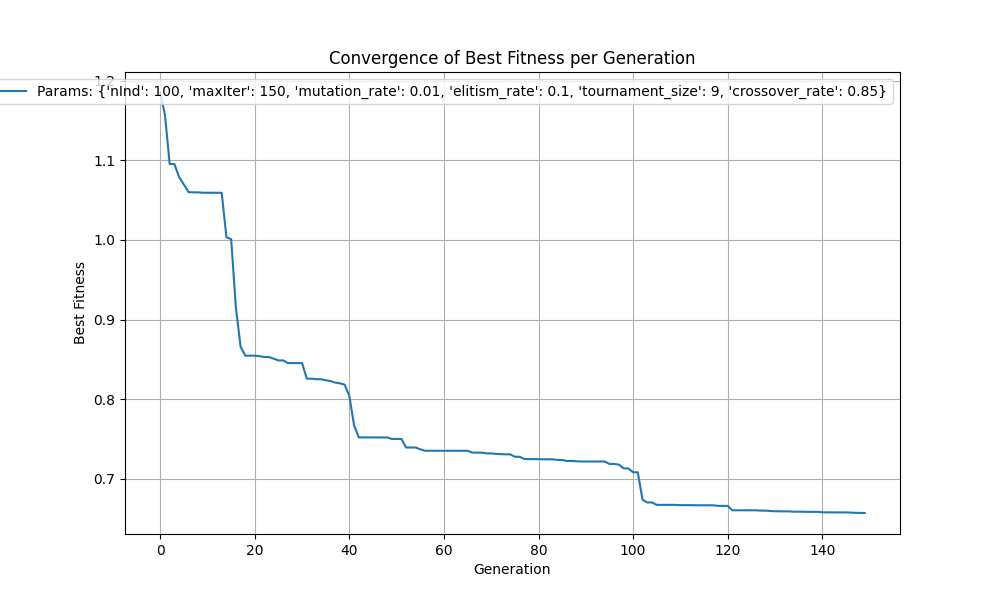 Convergence of Best Fitness per Generation
Params: {'nInd': 100, 'maxIter': 150, 'mutation_rate': 0.01, 'elitism_rate': 0.1, 'tournament_size': 9, 'crossover_rate': 0.85}
1.2
1.1
1.0
0.9
0.8
0.7
Best Fitness
0 20 40 60 80 100 120 140
Generation